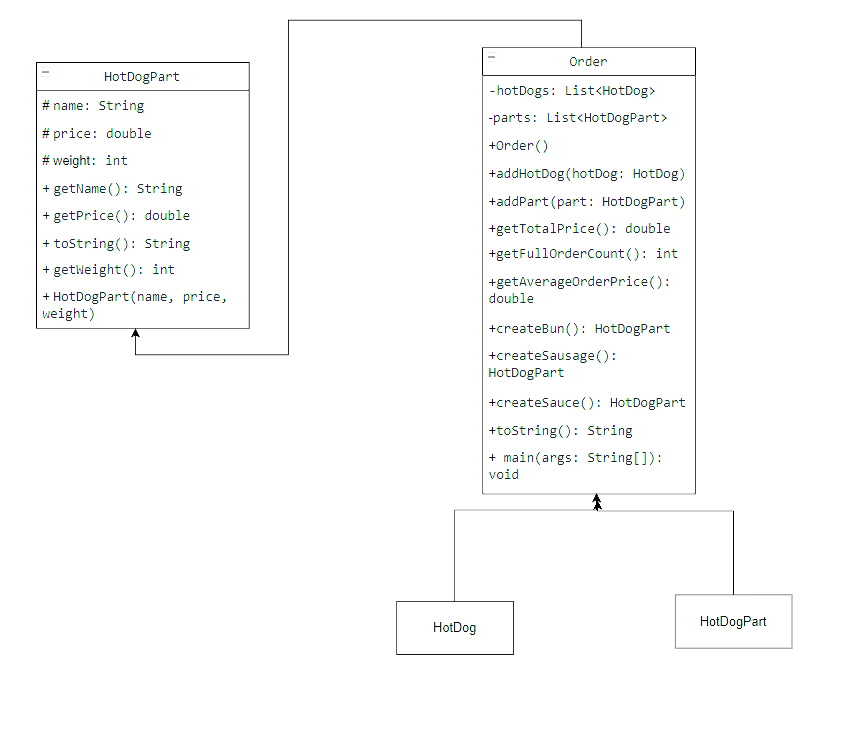 HotDogPart
# name: String
# price: double
# weight: int
+ getName(): String
+ getPrice(): double
+ toString(): String
+ getWeight(): int
+ HotDogPart(name, price,
weight)
Order
-hotDogs: List<HotDog>
-parts: List<HotDogPart>
+Order()
+addHotDog(hotDog: HotDog)
+addPart(part: HotDogPart)
+getTotalPrice(): double
+getFullOrderCount(): int
+getAverageOrderPrice():
double
+createBun(): HotDogPart
+createSausage():
HotDogPart
+createSauce(): HotDogPart
+toString(): String
+ main(args: String[]):
void
HotDog
HotDogPart